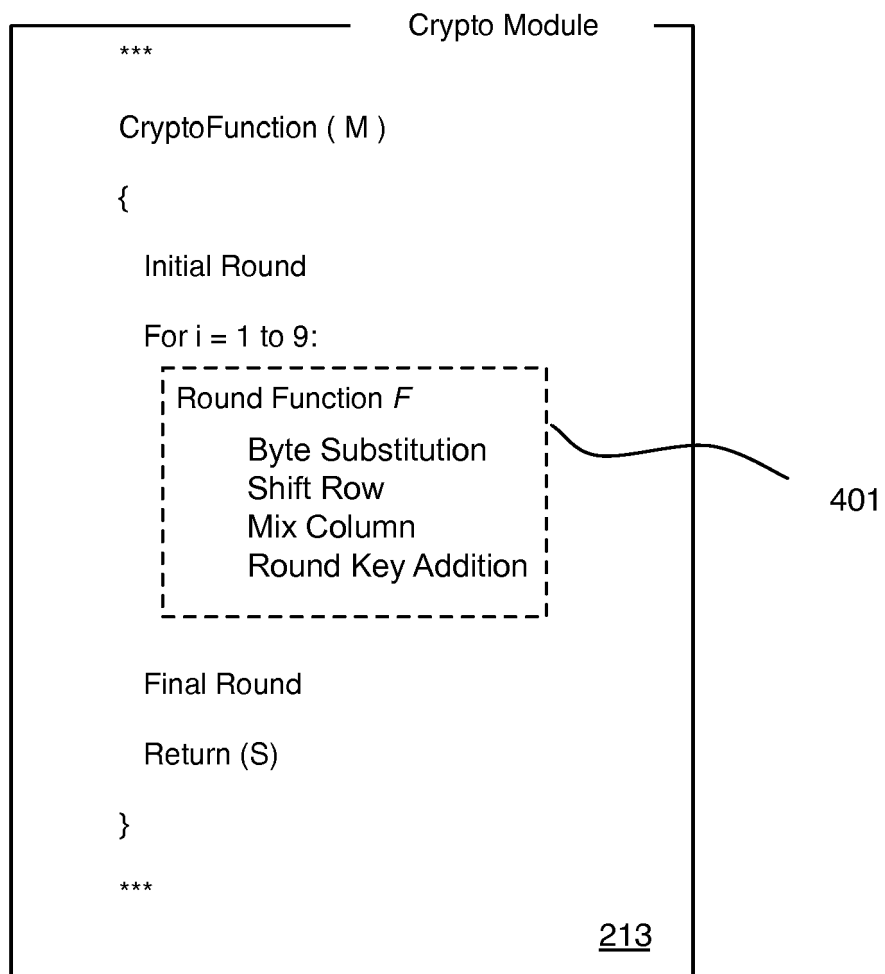 Crypto Module
***
CryptoFunction ( M )
{
Initial Round
For i = 1 to 9:
Round Function F
Byte Substitution
Shift Row
Mix Column
Round Key Addition
401
Final Round
Return (S)
}
***
213